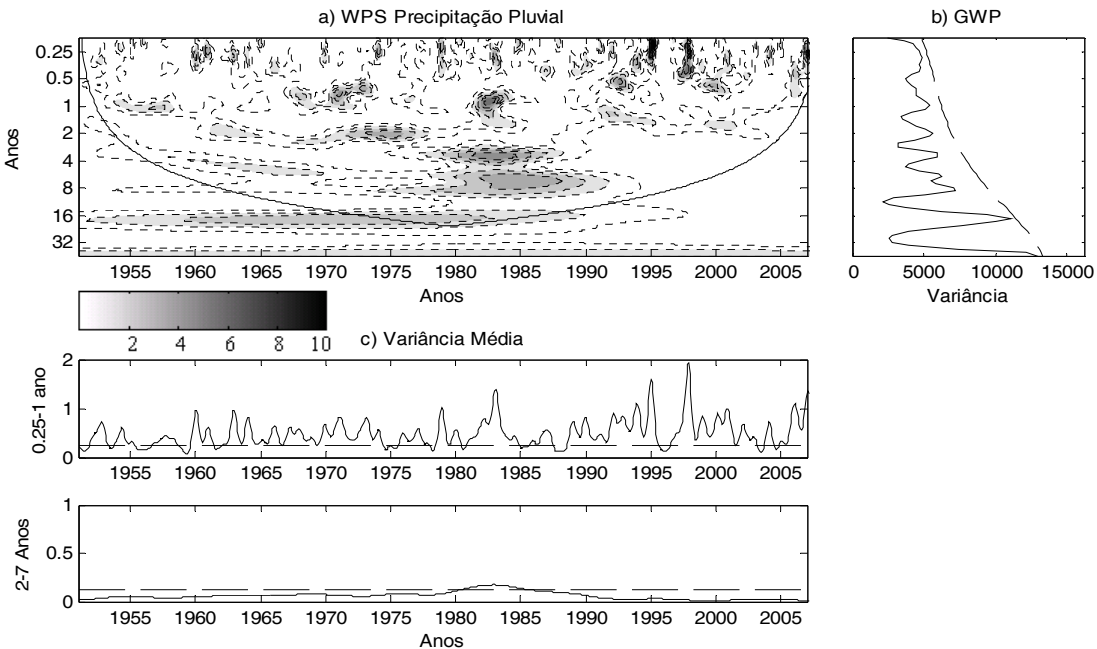 a) WPS Precipitação Pluvial
Anos
0.25
0.5
1
2
4
8
16
32
1955 1960 1965 1970 1975 1980 1985 1990 1995 2000 2005
Anos
b) GWP
0 5000 10000 15000
Variância
2 4 6 8 10
c) Variância Média
0.25-1 ano
2
1
0
1955 1960 1965 1970 1975 1980 1985 1990 1995 2000 2005
2-7 Anos
1
0.5
0
1955 1960 1965 1970 1975 1980 1985 1990 1995 2000 2005
Anos